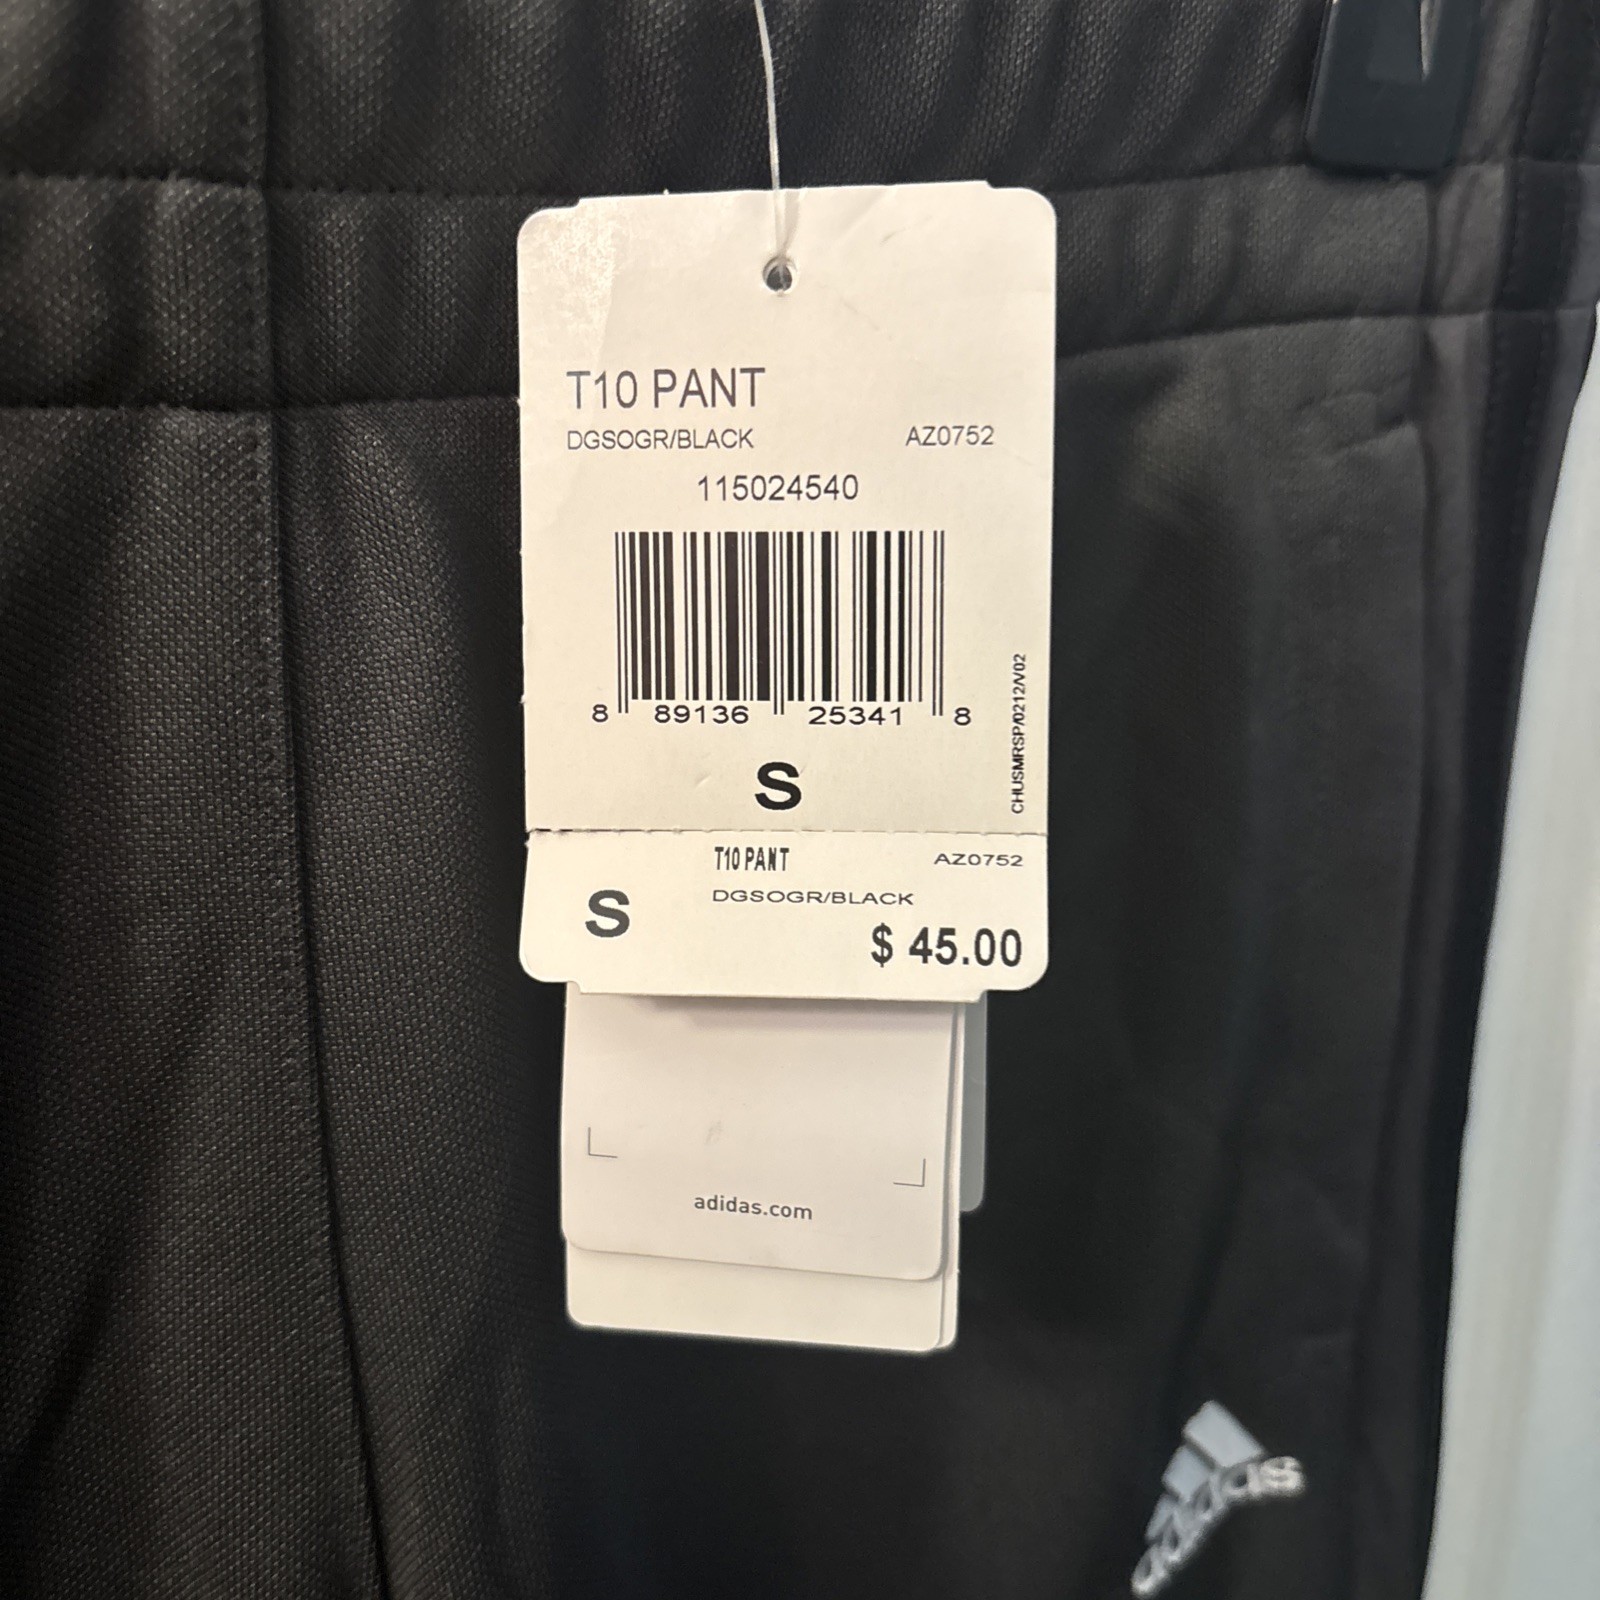 T10 PANT
DGSOGR/BLACK AZ0752
115024540
8 89136 25341 8
CHUSMRSP/0212/V02
S
T10 PANT AZ0752
DGSOGR/BLACK
S
$ 45.00
adidas.com
adidas